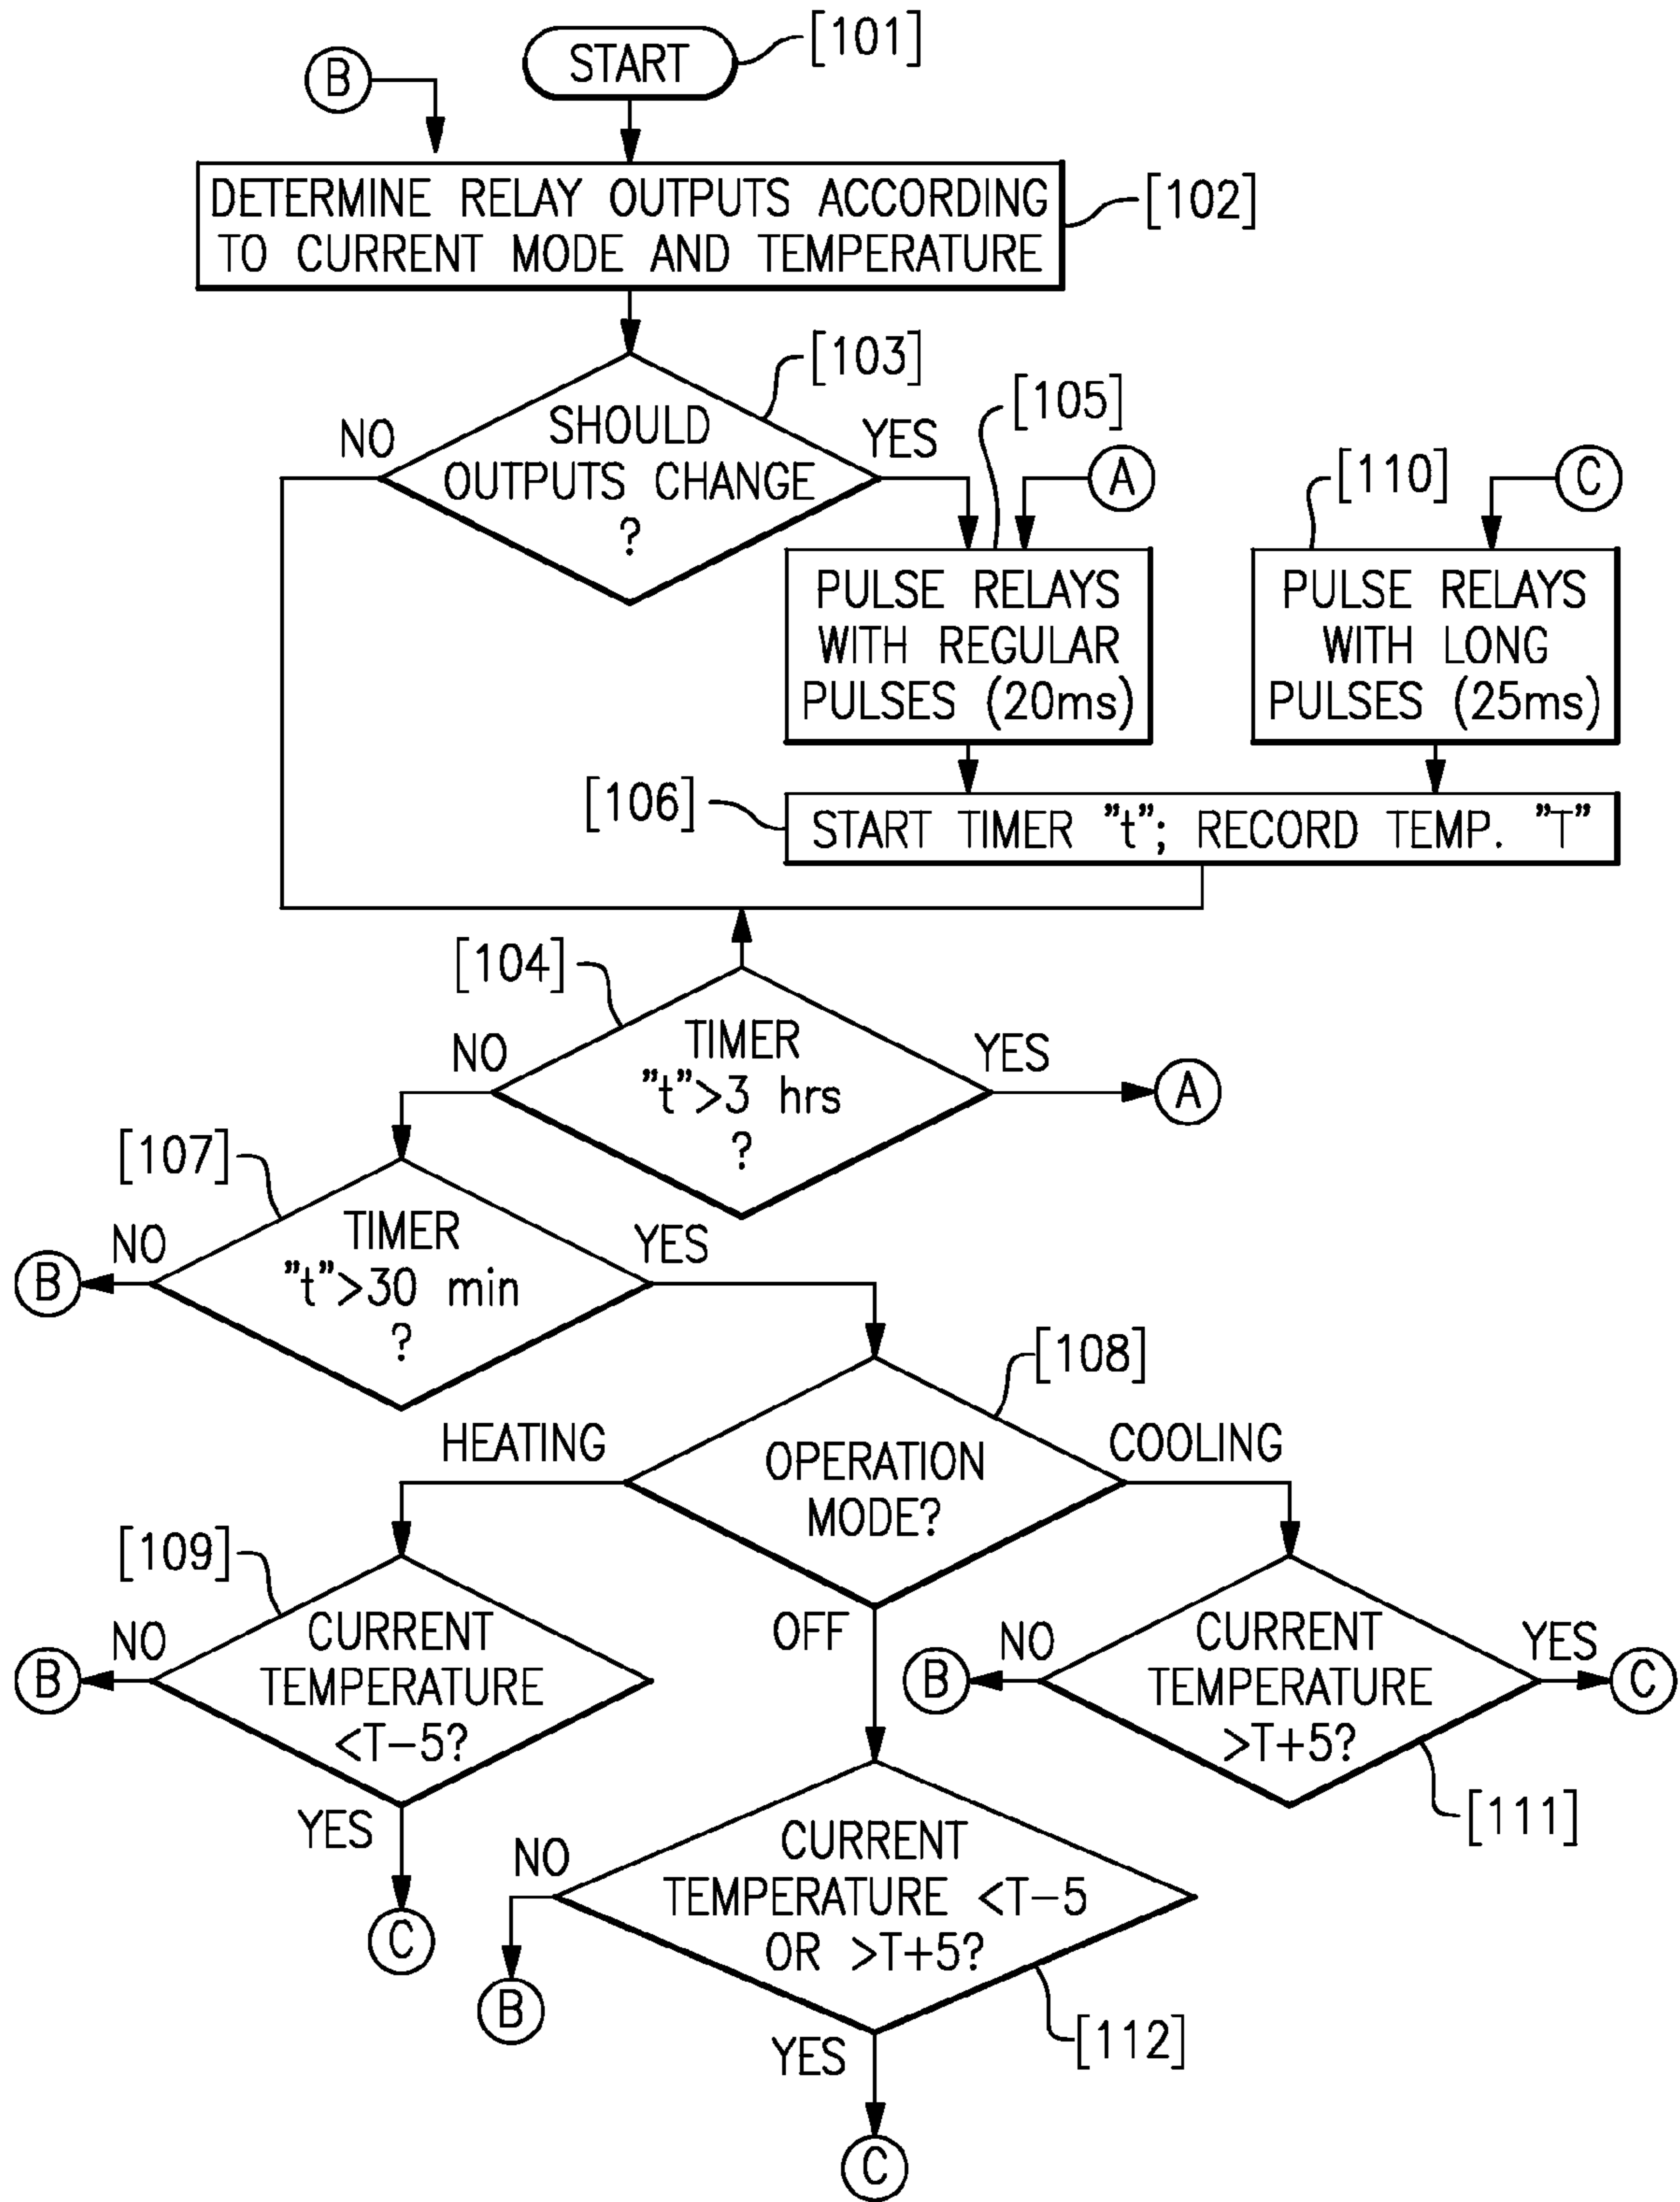 START
[101]
B
DETERMINE RELAY OUTPUTS ACCORDING
TO CURRENT MODE AND TEMPERATURE
[102]
[103]
NO
SHOULD
OUTPUTS CHANGE
?
YES
[105]
A
[110]
C
PULSE RELAYS
WITH REGULAR
PULSES (20ms)
PULSE RELAYS
WITH LONG
PULSES (25ms)
[106]
START TIMER "t"; RECORD TEMP. "T"
[104]
NO
TIMER
"t">3 hrs
?
YES
A
[107]
NO
B
TIMER
"t">30 min
?
YES
[108]
HEATING
OPERATION
MODE?
COOLING
OFF
[109]
NO
B
CURRENT
TEMPERATURE
<T-5?
YES
C
NO
B
CURRENT
TEMPERATURE
>T+5?
YES
C
[111]
NO
B
CURRENT
TEMPERATURE <T-5
OR >T+5?
[112]
YES
C